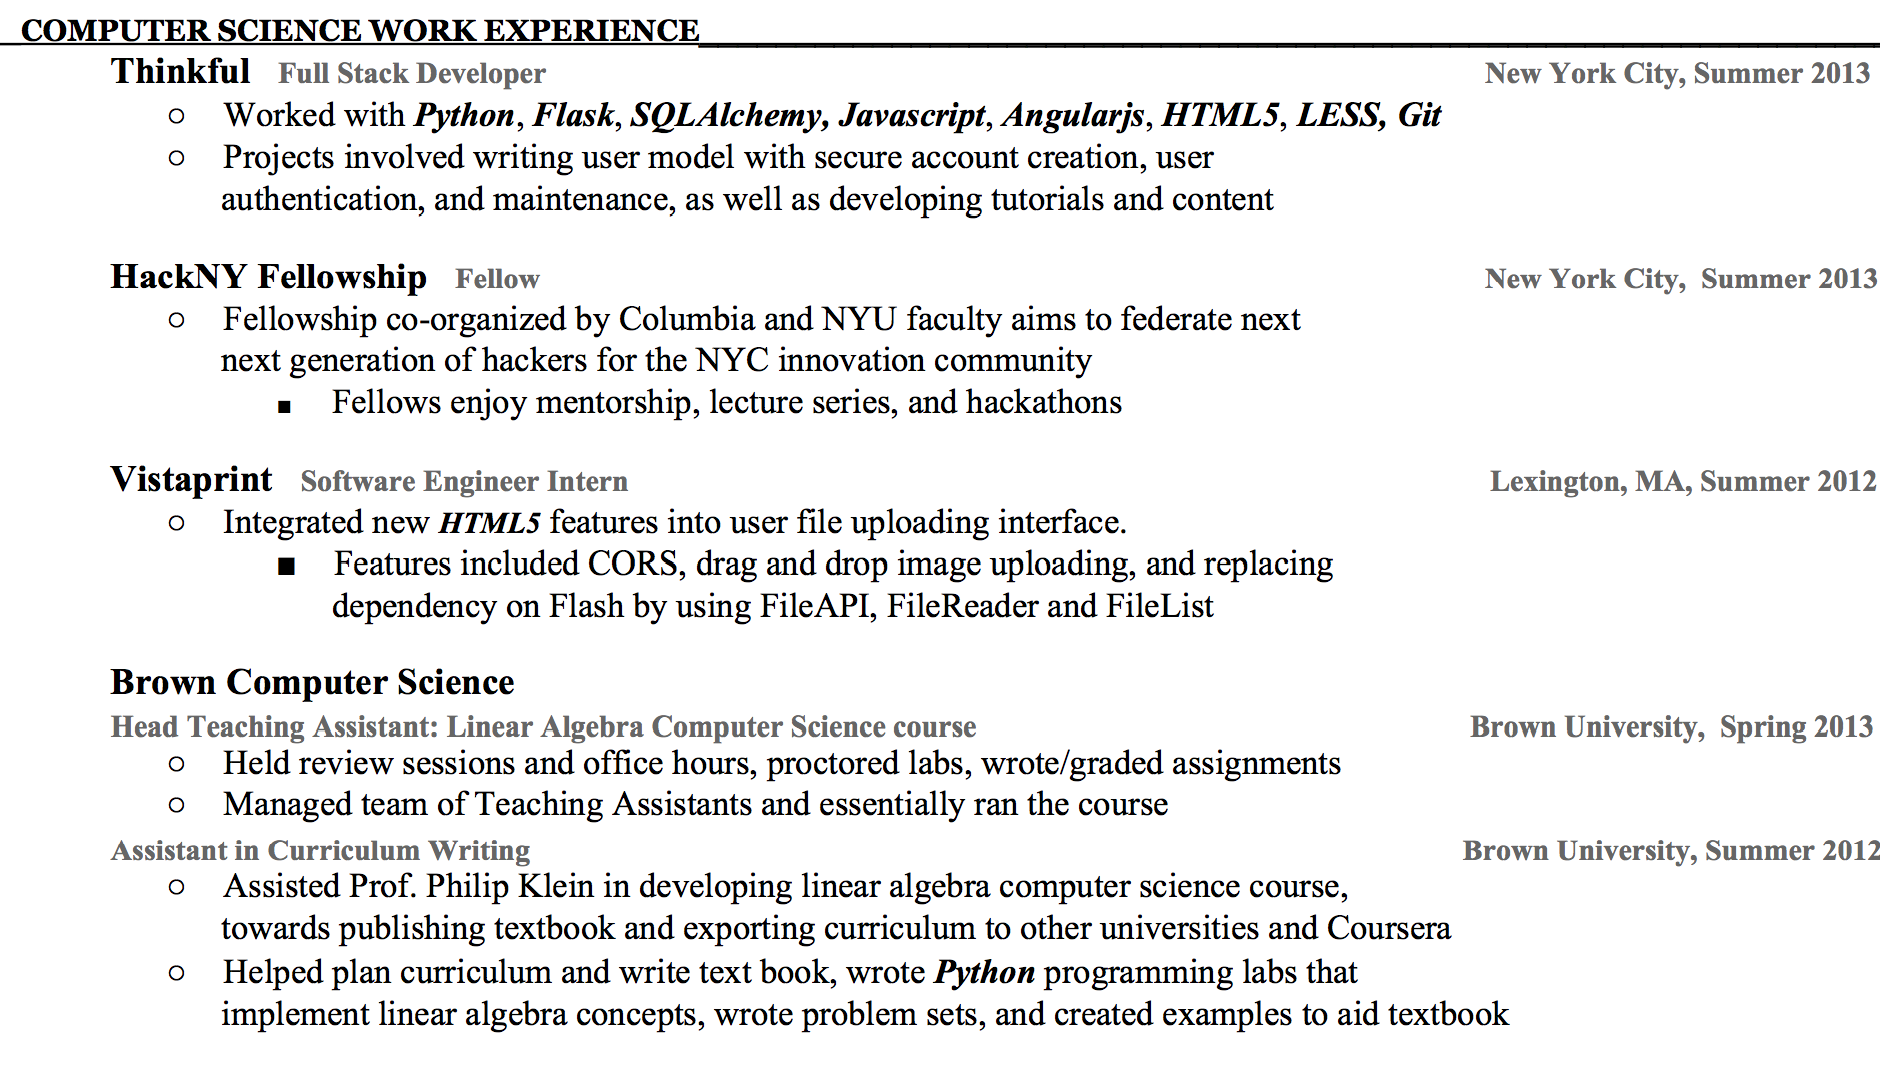 COMPUTER SCIENCE WORK EXPERIENCE
Thinkful Full Stack Developer New York City, Summer 2013
○ Worked with Python, Flask, SQLAlchemy, Javascript, Angularjs, HTML5, LESS, Git
○ Projects involved writing user model with secure account creation, user
authentication, and maintenance, as well as developing tutorials and content
HackNY Fellowship Fellow New York City, Summer 2013
○ Fellowship co-organized by Columbia and NYU faculty aims to federate next
next generation of hackers for the NYC innovation community
■ Fellows enjoy mentorship, lecture series, and hackathons
Vistaprint Software Engineer Intern Lexington, MA, Summer 2012
○ Integrated new HTML5 features into user file uploading interface.
■ Features included CORS, drag and drop image uploading, and replacing
dependency on Flash by using FileAPI, FileReader and FileList
Brown Computer Science
Head Teaching Assistant: Linear Algebra Computer Science course Brown University, Spring 2013
○ Held review sessions and office hours, proctored labs, wrote/graded assignments
○ Managed team of Teaching Assistants and essentially ran the course
Assistant in Curriculum Writing Brown University, Summer 2012
○ Assisted Prof. Philip Klein in developing linear algebra computer science course,
towards publishing textbook and exporting curriculum to other universities and Coursera
○ Helped plan curriculum and write text book, wrote Python programming labs that
implement linear algebra concepts, wrote problem sets, and created examples to aid textbook